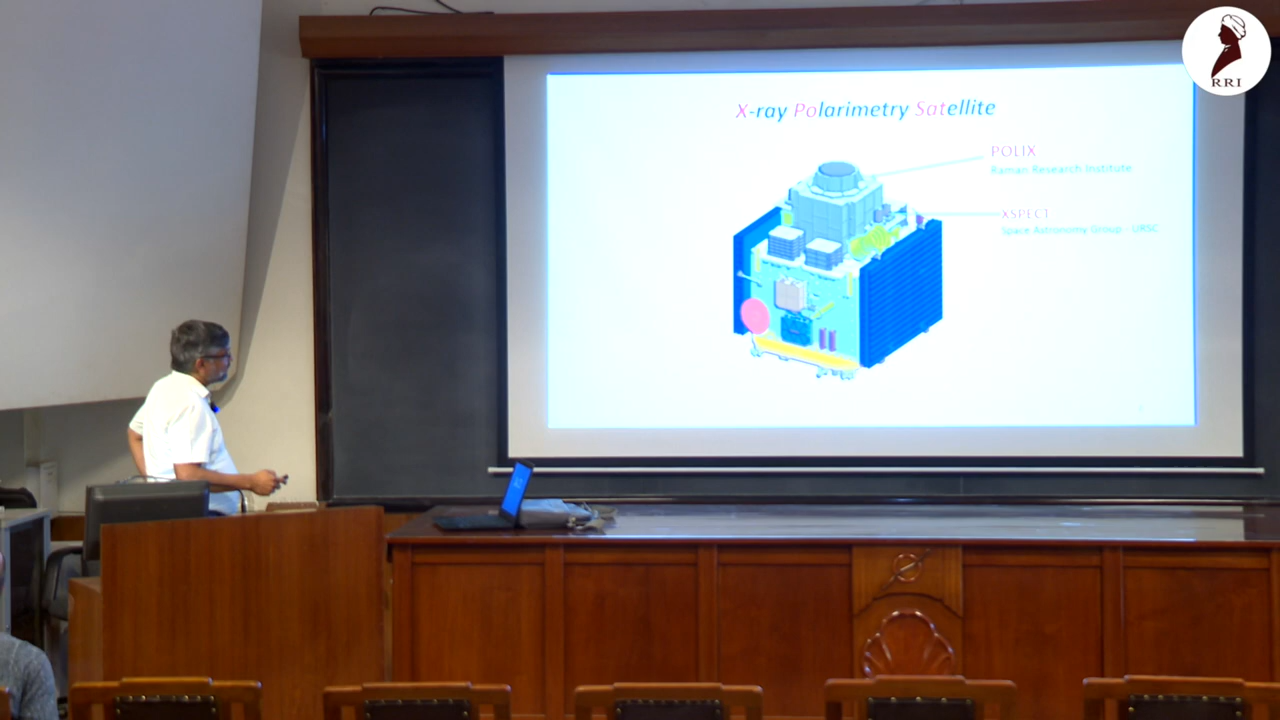 X-ray Polarimetry Satellite
POLIX
Raman Research Institute
XSPECT
Space Astronomy Group - URSC
RRI